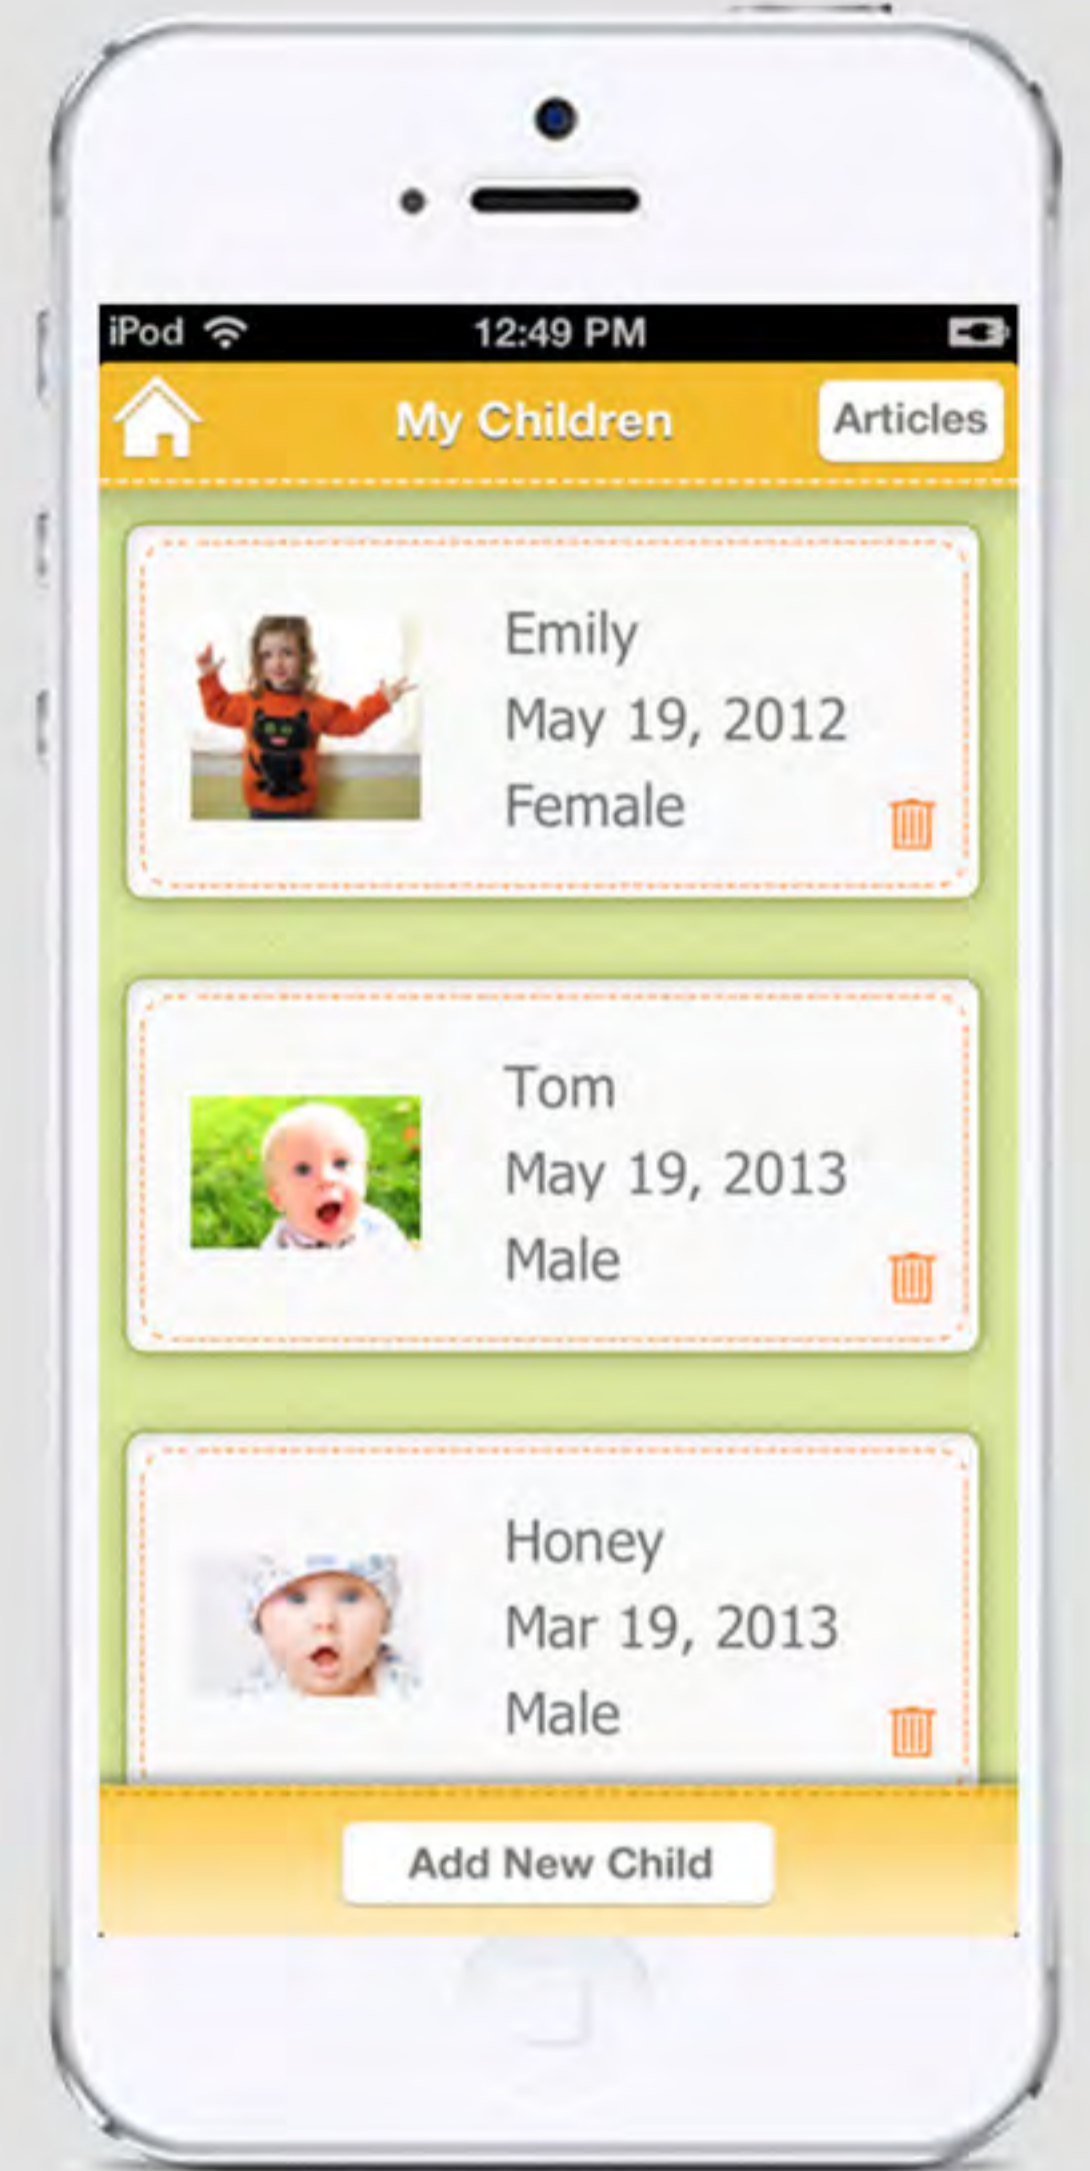 iPod 12:49 PM
My Children Articles
Emily
May 19, 2012
Female
Tom
May 19, 2013
Male
Honey
Mar 19, 2013
Male
Add New Child